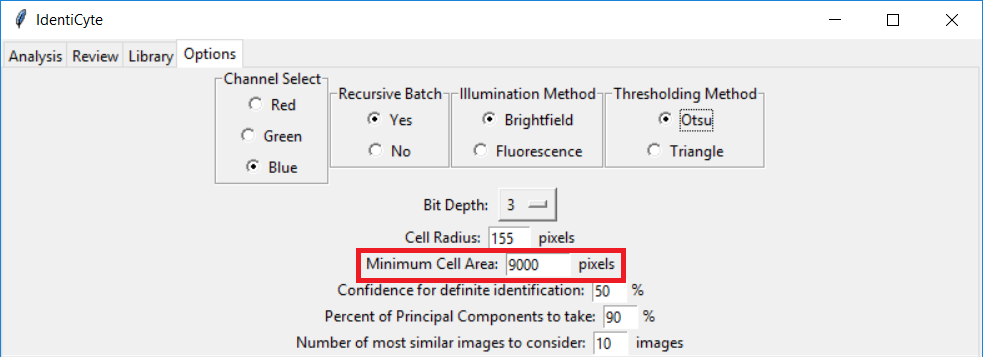 IdentiCyte
Analysis Review Library Options
Channel Select
Red
Green
Blue
Recursive Batch
Yes
No
Illumination Method
Brightfield
Fluorescence
Thresholding Method
Otsu
Triangle
Bit Depth: 3
Cell Radius: 155 pixels
Minimum Cell Area: 9000 pixels
Confidence for definite identification: 50 %
Percent of Principal Components to take: 90 %
Number of most similar images to consider: 10 images